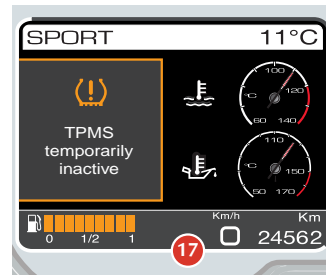 SPORT 11°C
TPMS
temporarily
inactive
°C
60
100
120
140
°C
50
110
150
170
0 1/2 1
17
Km/h
0
Km
24562